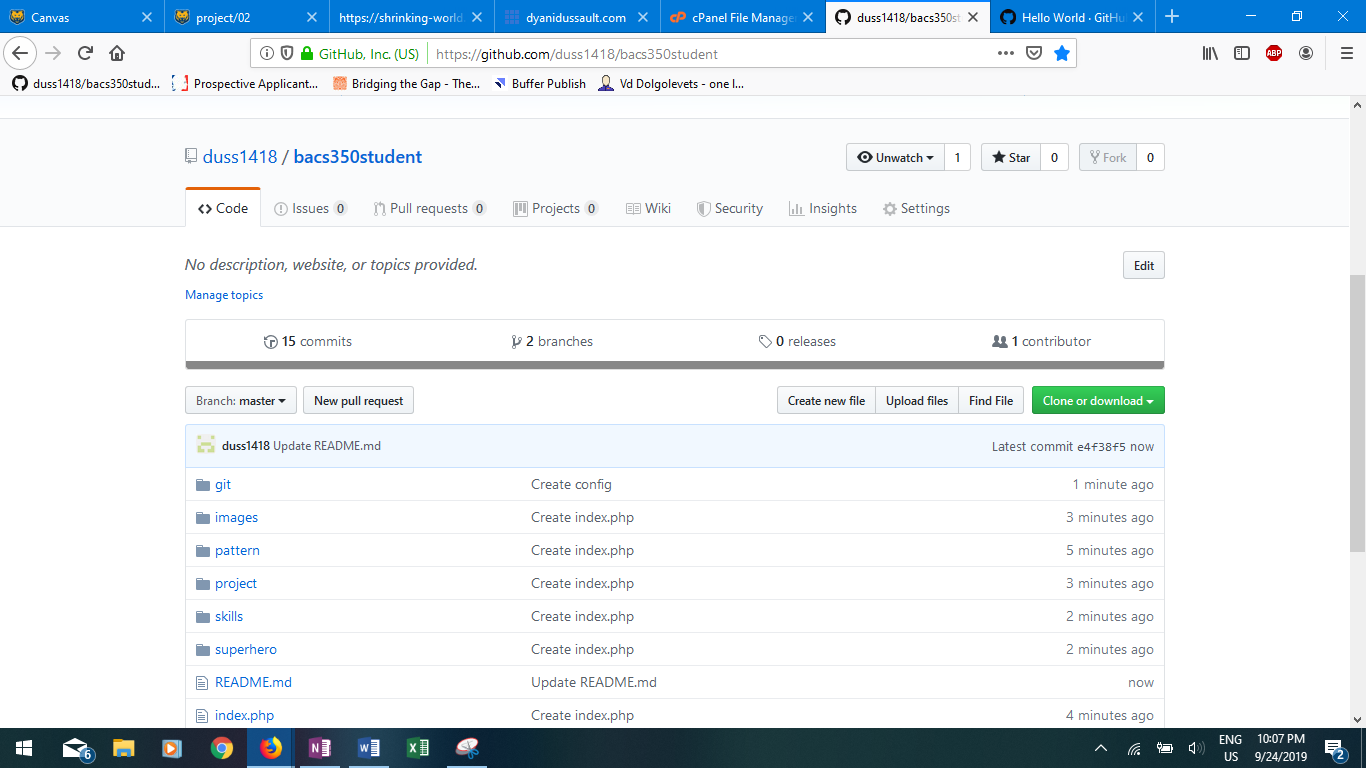 Canvas
project/02
https://shrinking-world.
dyanidussault.com
cPanel File Manager
duss1418/bacs350st
Hello World · GitHu
GitHub, Inc. (US)
https://github.com/duss1418/bacs350student
ABP
duss1418/bacs350stud...
Prospective Applicant...
Bridging the Gap - The...
Buffer Publish
Vd Dolgolevets - one l...
duss1418 / bacs350student
Unwatch 1
Star 0
Fork 0
Code
Issues 0
Pull requests 0
Projects 0
Wiki
Security
Insights
Settings
No description, website, or topics provided.
Edit
Manage topics
15 commits
2 branches
0 releases
1 contributor
Branch: master
New pull request
Create new file
Upload files
Find File
Clone or download
duss1418 Update README.md
Latest commit e4f38f5 now
git Create config 1 minute ago
images Create index.php 3 minutes ago
pattern Create index.php 5 minutes ago
project Create index.php 3 minutes ago
skills Create index.php 2 minutes ago
superhero Create index.php 2 minutes ago
README.md Update README.md now
index.php Create index.php 4 minutes ago
6
ENG
US
10:07 PM
9/24/2019
2